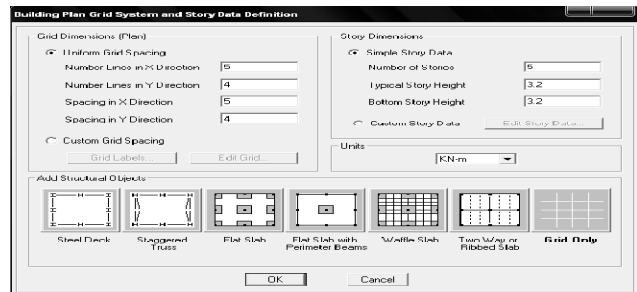 Building Plan Grid System and Story Data Definition
Grid Dimensions (Plan)
Uniform Grid Spacing
Number Lines in X Direction 5
Number Lines in Y Direction 4
Spacing in X Direction 5
Spacing in Y Direction 4
Custom Grid Spacing
Grid Labels... Edit Grid...
Story Dimensions
Simple Story Data
Number of Stories 5
Typical Story Height 3.2
Bottom Story Height 3.2
Custom Story Data Edit Story Data...
Units
KN-m
Add Structural Objects
Steel Deck
Staggered
Truss
Flat Slab
Flat Slab with
Perimeter Beams
Waffle Slab
Two Way or
Ribbed Slab
Grid Only
OK Cancel